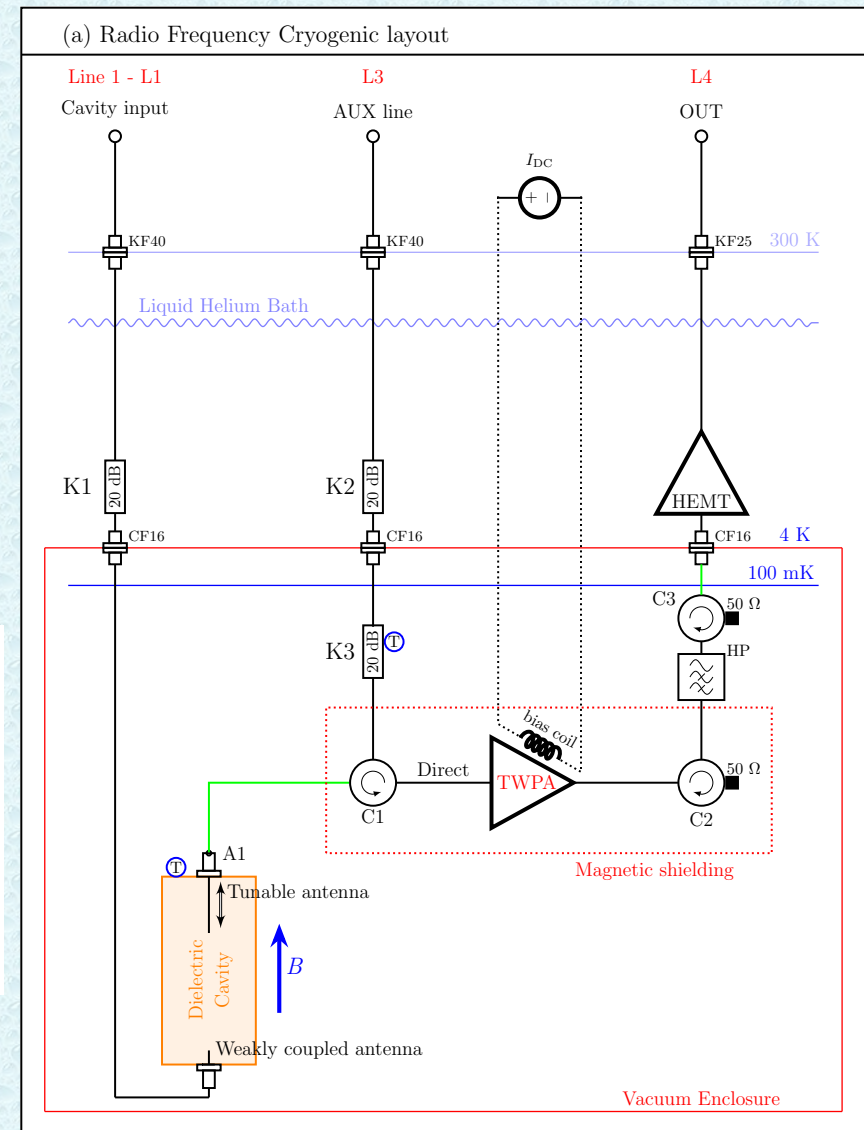 (a) Radio Frequency Cryogenic layout
Line 1 - L1
L3
L4
Cavity input
AUX line
OUT
I_DC
+ −
KF40
KF40
KF25
300 K
Liquid Helium Bath
K1
20 dB
K2
20 dB
HEMT
CF16
CF16
CF16
4 K
100 mK
C3
50 Ω
K3
20 dB
T
HP
bias coil
Direct
TWPA
50 Ω
C1
C2
A1
T
Magnetic shielding
Tunable antenna
Dielectric
Cavity
B
Weakly coupled antenna
Vacuum Enclosure